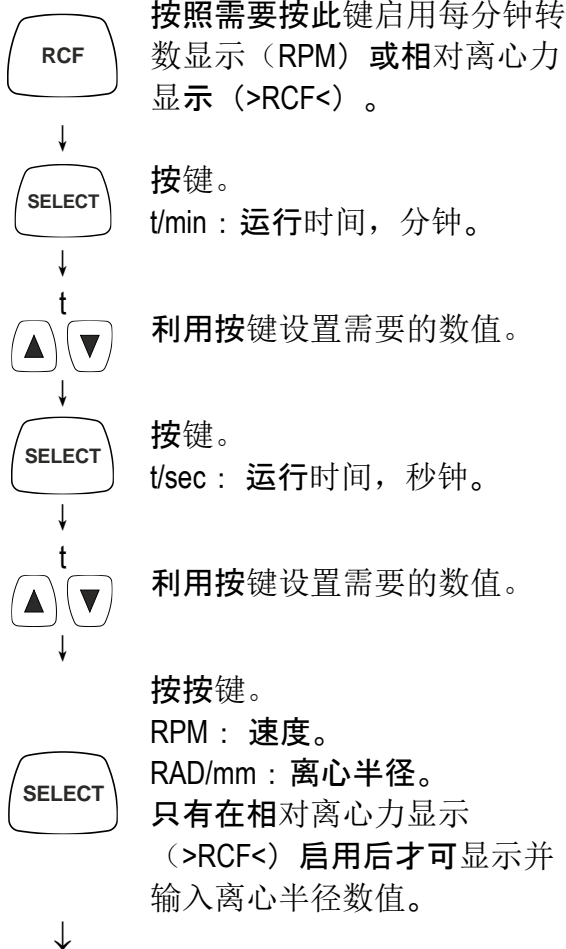 RCF
按照需要按此键启用每分钟转
数显示（RPM）或相对离心力
显示（>RCF<）。
↓
SELECT
按键。
t/min：运行时间，分钟。
↓
t
▲ ▼
利用按键设置需要的数值。
↓
SELECT
按键。
t/sec：运行时间，秒钟。
↓
t
▲ ▼
利用按键设置需要的数值。
↓
SELECT
按按键。
RPM：速度。
RAD/mm：离心半径。
只有在相对离心力显示
（>RCF<）启用后才可显示并
输入离心半径数值。
↓